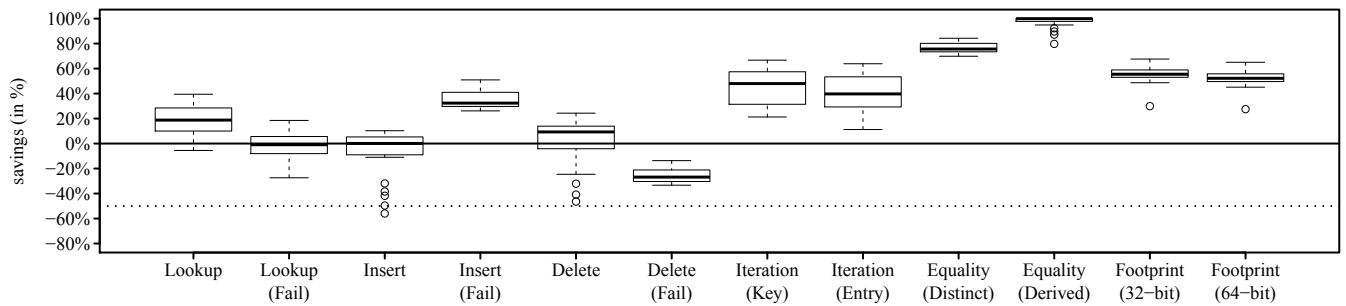 savings (in %)
100%
80%
60%
40%
20%
0%
−20%
−40%
−60%
−80%
Lookup
Lookup
(Fail)
Insert
Insert
(Fail)
Delete
Delete
(Fail)
Iteration
(Key)
Iteration
(Entry)
Equality
(Distinct)
Equality
(Derived)
Footprint
(32−bit)
Footprint
(64−bit)